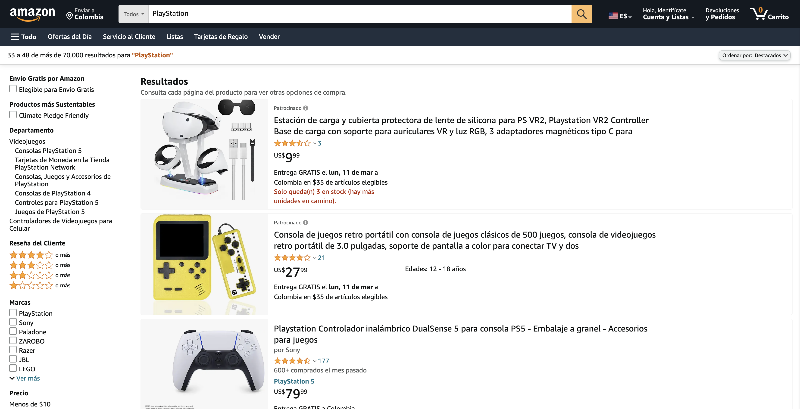 amazon
Enviar a
Colombia
Todos
PlayStation
ES
Hola, Identifícate
Cuenta y Listas
Devoluciones
y Pedidos
0
Carrito
Todo
Ofertas del Día
Servicio al Cliente
Listas
Tarjetas de Regalo
Vender
33 a 48 de más de 70.000 resultados para "PlayStation"
Ordenar por: Destacados
Envío Gratis por Amazon
Elegible para Envío Gratis
Productos más Sustentables
Climate Pledge Friendly
Departamento
Videojuegos
Consolas PlayStation 5
Tarjetas de Moneda en la Tienda
PlayStation Network
Consolas, Juegos y Accesorios de
PlayStation
Consolas de PlayStation 4
Controles para PlayStation 5
Juegos de PlayStation 5
Controladores de Videojuegos para
Celular
Reseña del Cliente
o más
o más
o más
o más
Marcas
PlayStation
Sony
Paladone
ZAROBO
Razer
JBL
LEGO
Ver más
Precio
Menos de $10
Resultados
Consulta cada página del producto para ver otras opciones de compra.
Patrocinado
Estación de carga y cubierta protectora de lente de silicona para PS VR2, Playstation VR2 Controller
Base de carga con soporte para auriculares VR y luz RGB, 3 adaptadores magnéticos tipo C para
3
US$9 99
Entrega GRATIS el lun, 11 de mar a
Colombia en $35 de artículos elegibles
Solo queda(n) 3 en stock (hay más
unidades en camino).
Patrocinado
Consola de juegos retro portátil con consola de juegos clásicos de 500 juegos, consola de videojuegos
retro portátil de 3.0 pulgadas, soporte de pantalla a color para conectar TV y dos
21
US$27 99
Edades: 12 - 18 años
Entrega GRATIS el lun, 11 de mar a
Colombia en $35 de artículos elegibles
Playstation Controlador inalámbrico DualSense 5 para consola PS5 - Embalaje a granel - Accesorios
para juegos
por Sony
177
600+ comprados el mes pasado
PlayStation 5
US$79 99
Entrega GRATIS a Colombia